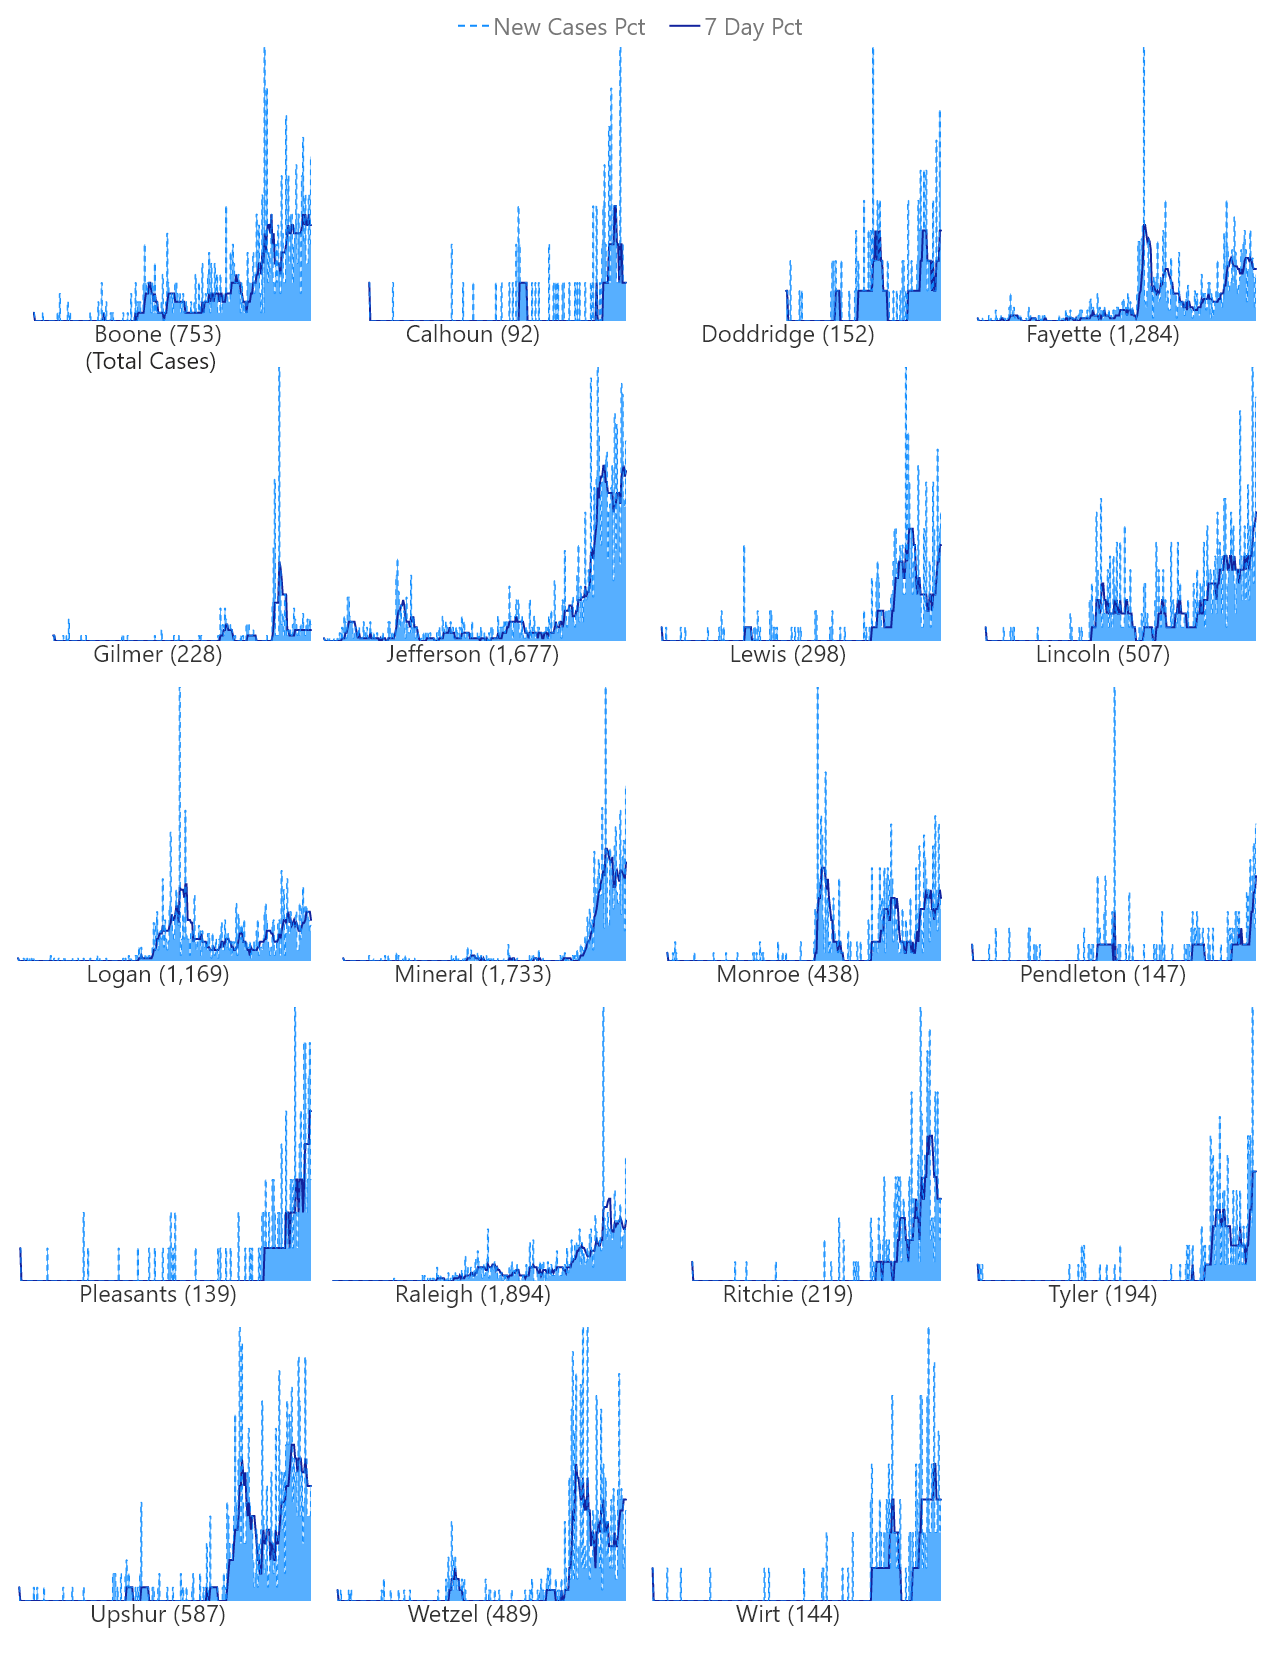 New Cases Pct 7 Day Pct
Boone (753) Calhoun (92) Doddridge (152) Fayette (1,284)
(Total Cases)
Gilmer (228) Jefferson (1,677) Lewis (298) Lincoln (507)
Logan (1,169) Mineral (1,733) Monroe (438) Pendleton (147)
Pleasants (139) Raleigh (1,894) Ritchie (219) Tyler (194)
Upshur (587) Wetzel (489) Wirt (144)